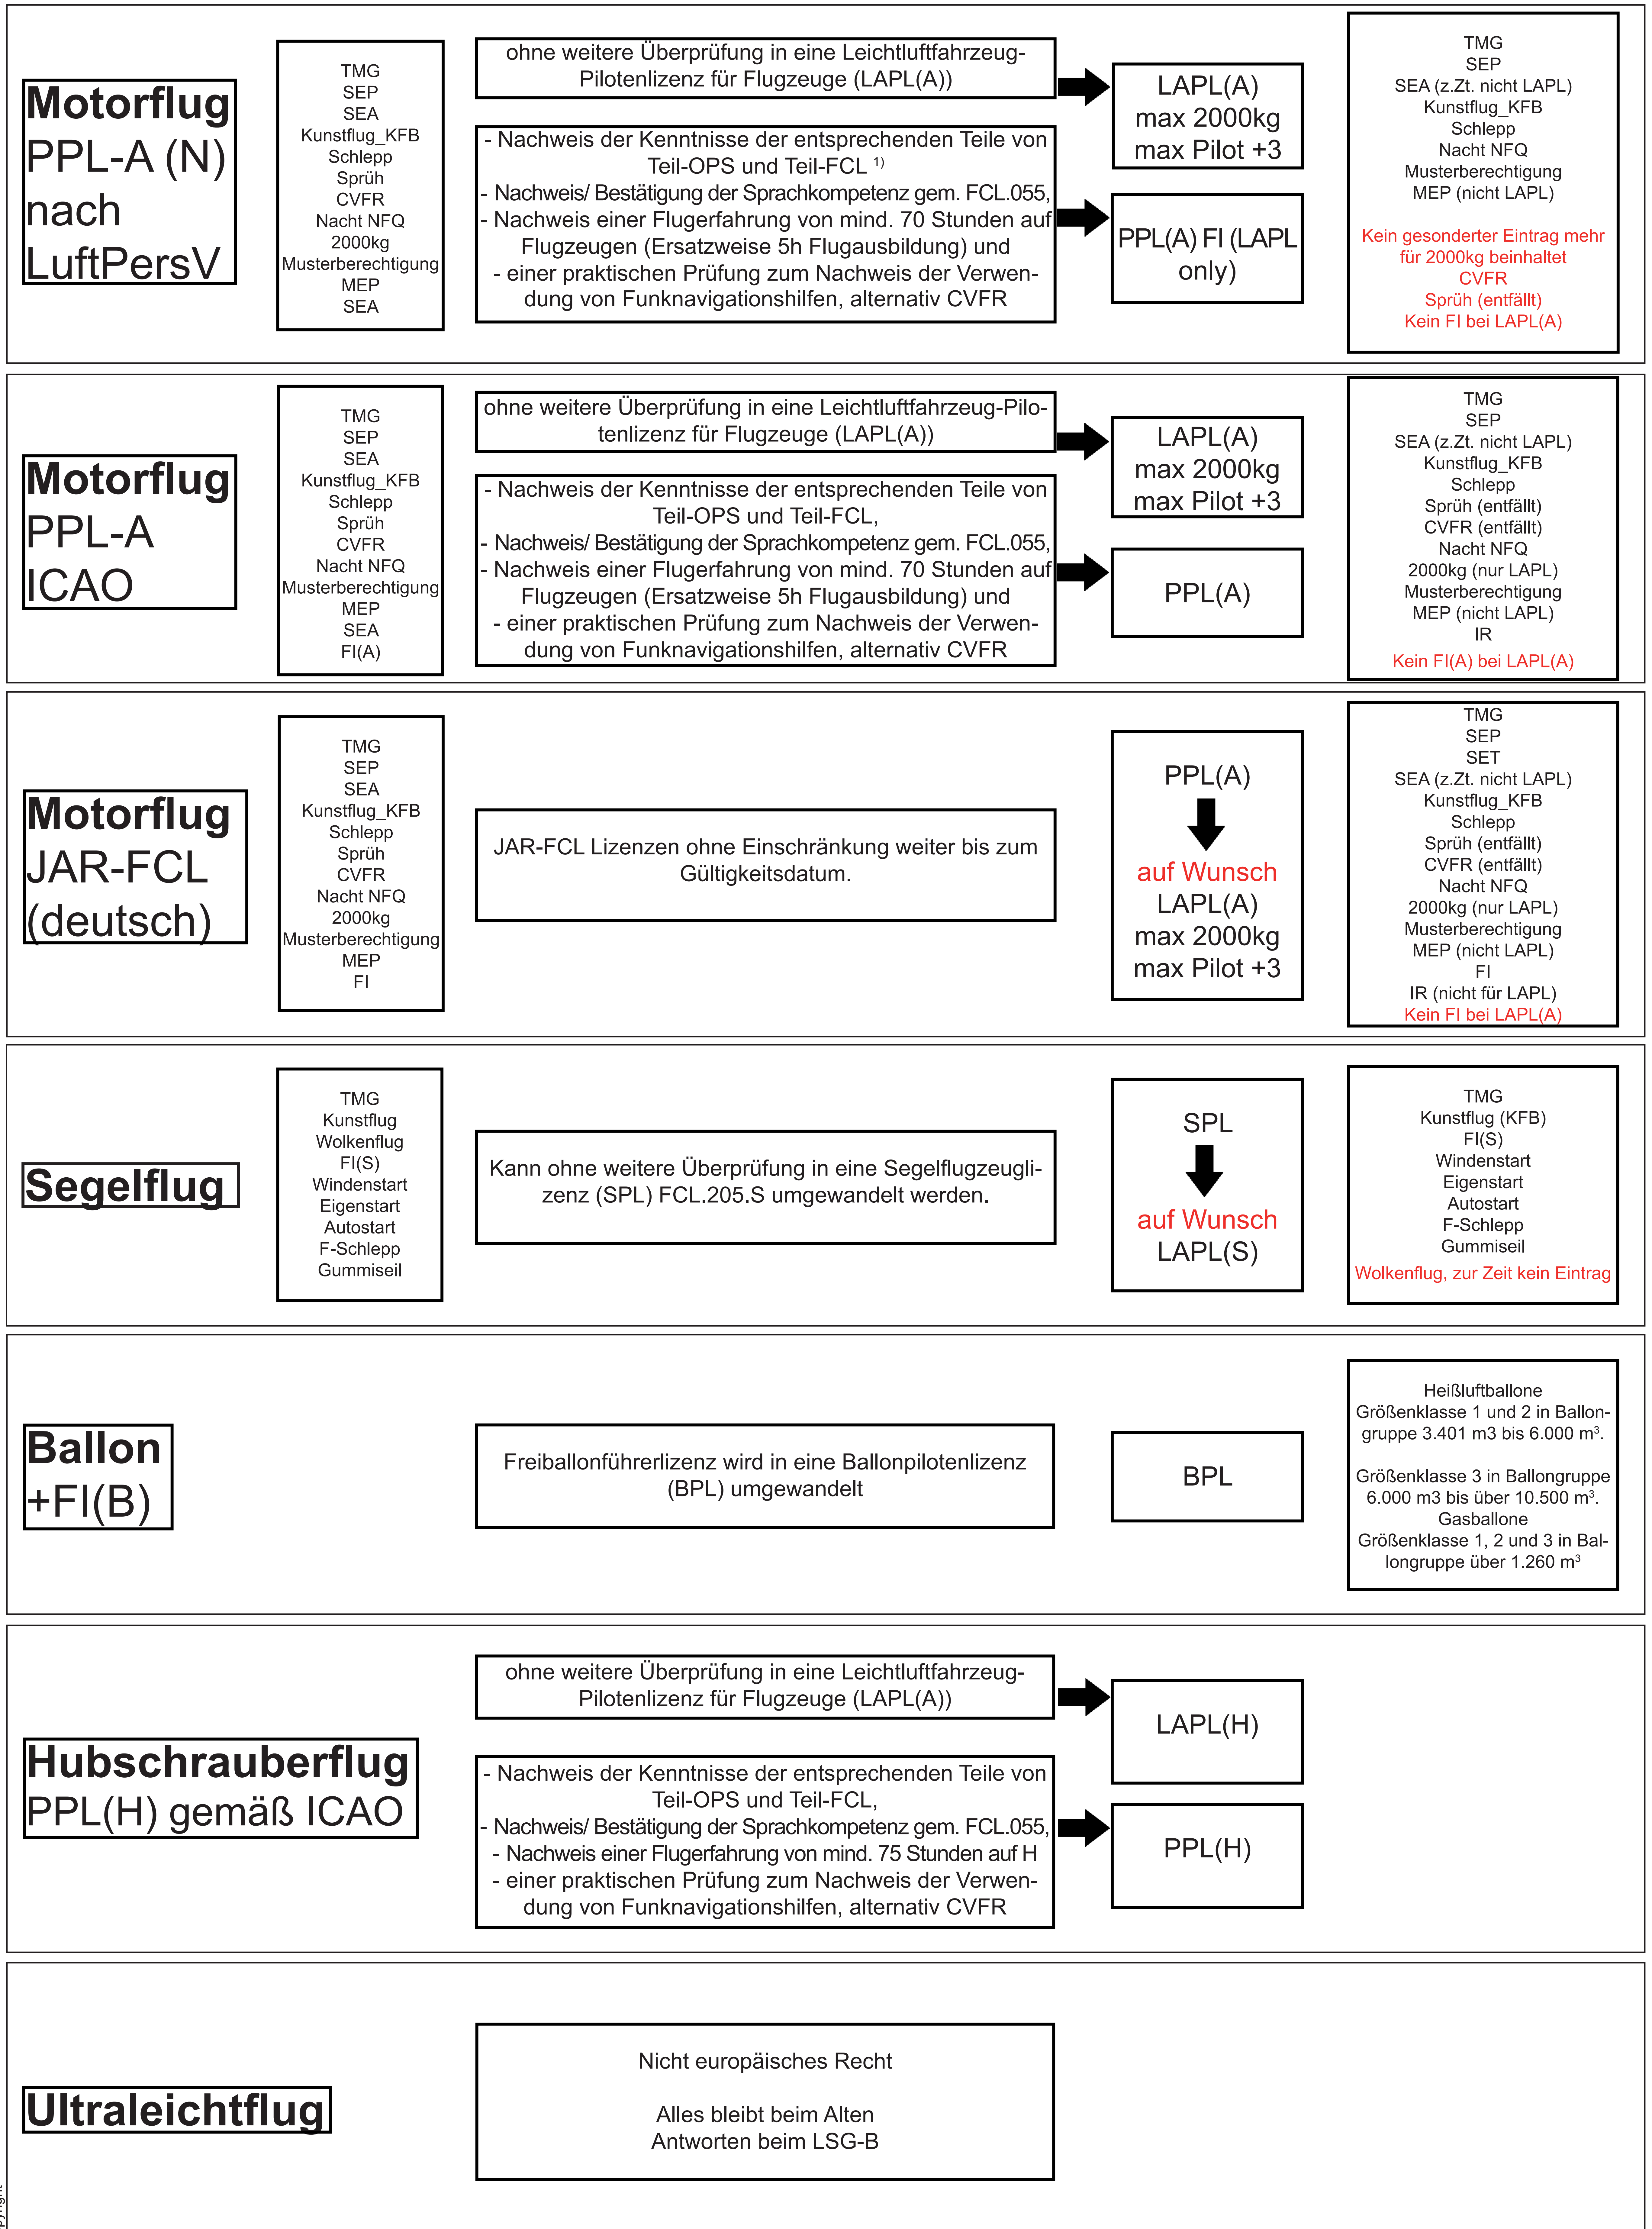 Motorflug
PPL-A (N)
nach
LuftPersV
TMG
SEP
SEA
Kunstflug_KFB
Schlepp
Sprüh
CVFR
Nacht NFQ
2000kg
Musterberechtigung
MEP
SEA
ohne weitere Überprüfung in eine Leichtluftfahrzeug-
Pilotenlizenz für Flugzeuge (LAPL(A))
- Nachweis der Kenntnisse der entsprechenden Teile von
Teil-OPS und Teil-FCL 1)
- Nachweis/ Bestätigung der Sprachkompetenz gem. FCL.055,
- Nachweis einer Flugerfahrung von mind. 70 Stunden auf
Flugzeugen (Ersatzweise 5h Flugausbildung) und
- einer praktischen Prüfung zum Nachweis der Verwen-
dung von Funknavigationshilfen, alternativ CVFR
LAPL(A)
max 2000kg
max Pilot +3
PPL(A) FI (LAPL
only)
TMG
SEP
SEA (z.Zt. nicht LAPL)
Kunstflug_KFB
Schlepp
Nacht NFQ
Musterberechtigung
MEP (nicht LAPL)
Kein gesonderter Eintrag mehr
für 2000kg beinhaltet
CVFR
Sprüh (entfällt)
Kein FI bei LAPL(A)
Motorflug
PPL-A
ICAO
TMG
SEP
SEA
Kunstflug_KFB
Schlepp
Sprüh
CVFR
Nacht NFQ
Musterberechtigung
MEP
SEA
FI(A)
ohne weitere Überprüfung in eine Leichtluftfahrzeug-Pilo-
tenlizenz für Flugzeuge (LAPL(A))
- Nachweis der Kenntnisse der entsprechenden Teile von
Teil-OPS und Teil-FCL,
- Nachweis/ Bestätigung der Sprachkompetenz gem. FCL.055,
- Nachweis einer Flugerfahrung von mind. 70 Stunden auf
Flugzeugen (Ersatzweise 5h Flugausbildung) und
- einer praktischen Prüfung zum Nachweis der Verwen-
dung von Funknavigationshilfen, alternativ CVFR
LAPL(A)
max 2000kg
max Pilot +3
PPL(A)
TMG
SEP
SEA (z.Zt. nicht LAPL)
Kunstflug_KFB
Schlepp
Sprüh (entfällt)
CVFR (entfällt)
Nacht NFQ
2000kg (nur LAPL)
Musterberechtigung
MEP (nicht LAPL)
IR
Kein FI(A) bei LAPL(A)
Motorflug
JAR-FCL
(deutsch)
TMG
SEP
SEA
Kunstflug_KFB
Schlepp
Sprüh
CVFR
Nacht NFQ
2000kg
Musterberechtigung
MEP
FI
JAR-FCL Lizenzen ohne Einschränkung weiter bis zum
Gültigkeitsdatum.
PPL(A)
auf Wunsch
LAPL(A)
max 2000kg
max Pilot +3
TMG
SEP
SET
SEA (z.Zt. nicht LAPL)
Kunstflug_KFB
Schlepp
Sprüh (entfällt)
CVFR (entfällt)
Nacht NFQ
2000kg (nur LAPL)
Musterberechtigung
MEP (nicht LAPL)
FI
IR (nicht für LAPL)
Kein FI bei LAPL(A)
Segelflug
TMG
Kunstflug
Wolkenflug
FI(S)
Windenstart
Eigenstart
Autostart
F-Schlepp
Gummiseil
Kann ohne weitere Überprüfung in eine Segelflugzeugli-
zenz (SPL) FCL.205.S umgewandelt werden.
SPL
auf Wunsch
LAPL(S)
TMG
Kunstflug (KFB)
FI(S)
Windenstart
Eigenstart
Autostart
F-Schlepp
Gummiseil
Wolkenflug, zur Zeit kein Eintrag
Ballon
+FI(B)
Freiballonführerlizenz wird in eine Ballonpilotenlizenz
(BPL) umgewandelt
BPL
Heißluftballone
Größenklasse 1 und 2 in Ballon-
gruppe 3.401 m3 bis 6.000 m³.
Größenklasse 3 in Ballongruppe
6.000 m3 bis über 10.500 m³.
Gasballone
Größenklasse 1, 2 und 3 in Bal-
longruppe über 1.260 m³
Hubschrauberflug
PPL(H) gemäß ICAO
ohne weitere Überprüfung in eine Leichtluftfahrzeug-
Pilotenlizenz für Flugzeuge (LAPL(A))
- Nachweis der Kenntnisse der entsprechenden Teile von
Teil-OPS und Teil-FCL,
- Nachweis/ Bestätigung der Sprachkompetenz gem. FCL.055,
- Nachweis einer Flugerfahrung von mind. 75 Stunden auf H
- einer praktischen Prüfung zum Nachweis der Verwen-
dung von Funknavigationshilfen, alternativ CVFR
LAPL(H)
PPL(H)
Ultraleichtflug
Nicht europäisches Recht
Alles bleibt beim Alten
Antworten beim LSG-B